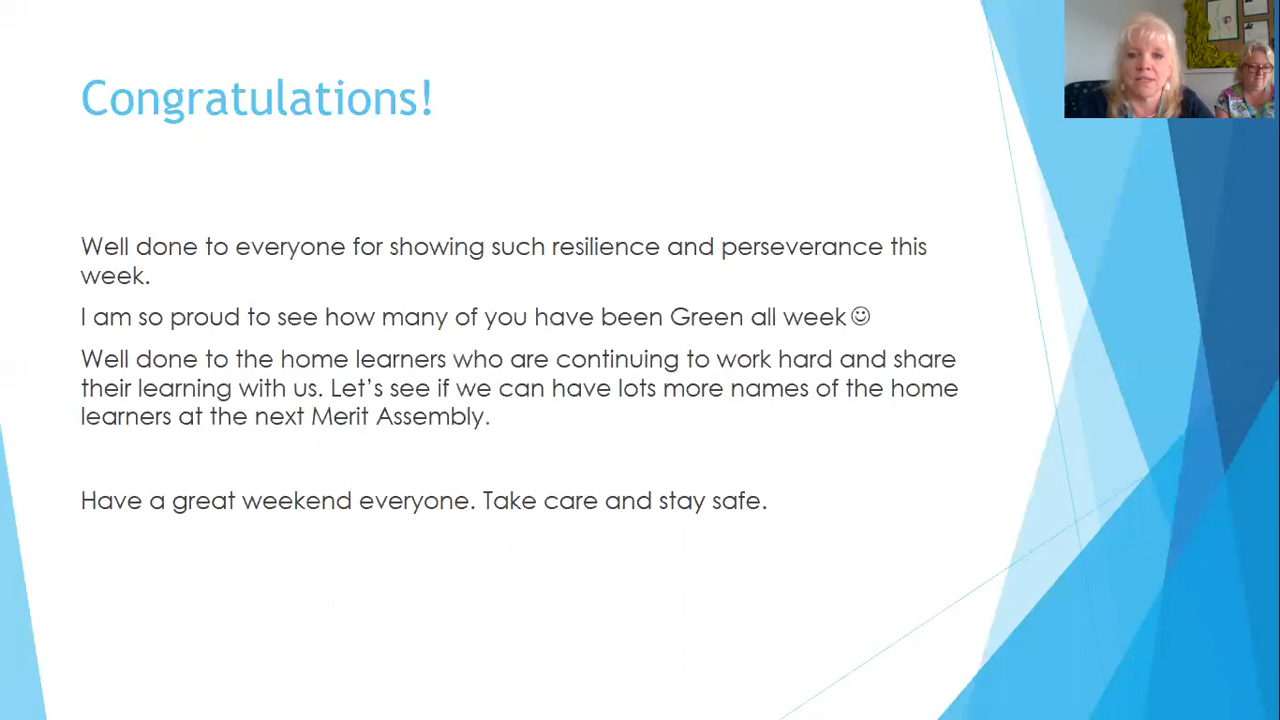 Congratulations!
Well done to everyone for showing such resilience and perseverance this
week.
I am so proud to see how many of you have been Green all week☺
Well done to the home learners who are continuing to work hard and share
their learning with us. Let’s see if we can have lots more names of the home
learners at the next Merit Assembly.
Have a great weekend everyone. Take care and stay safe.